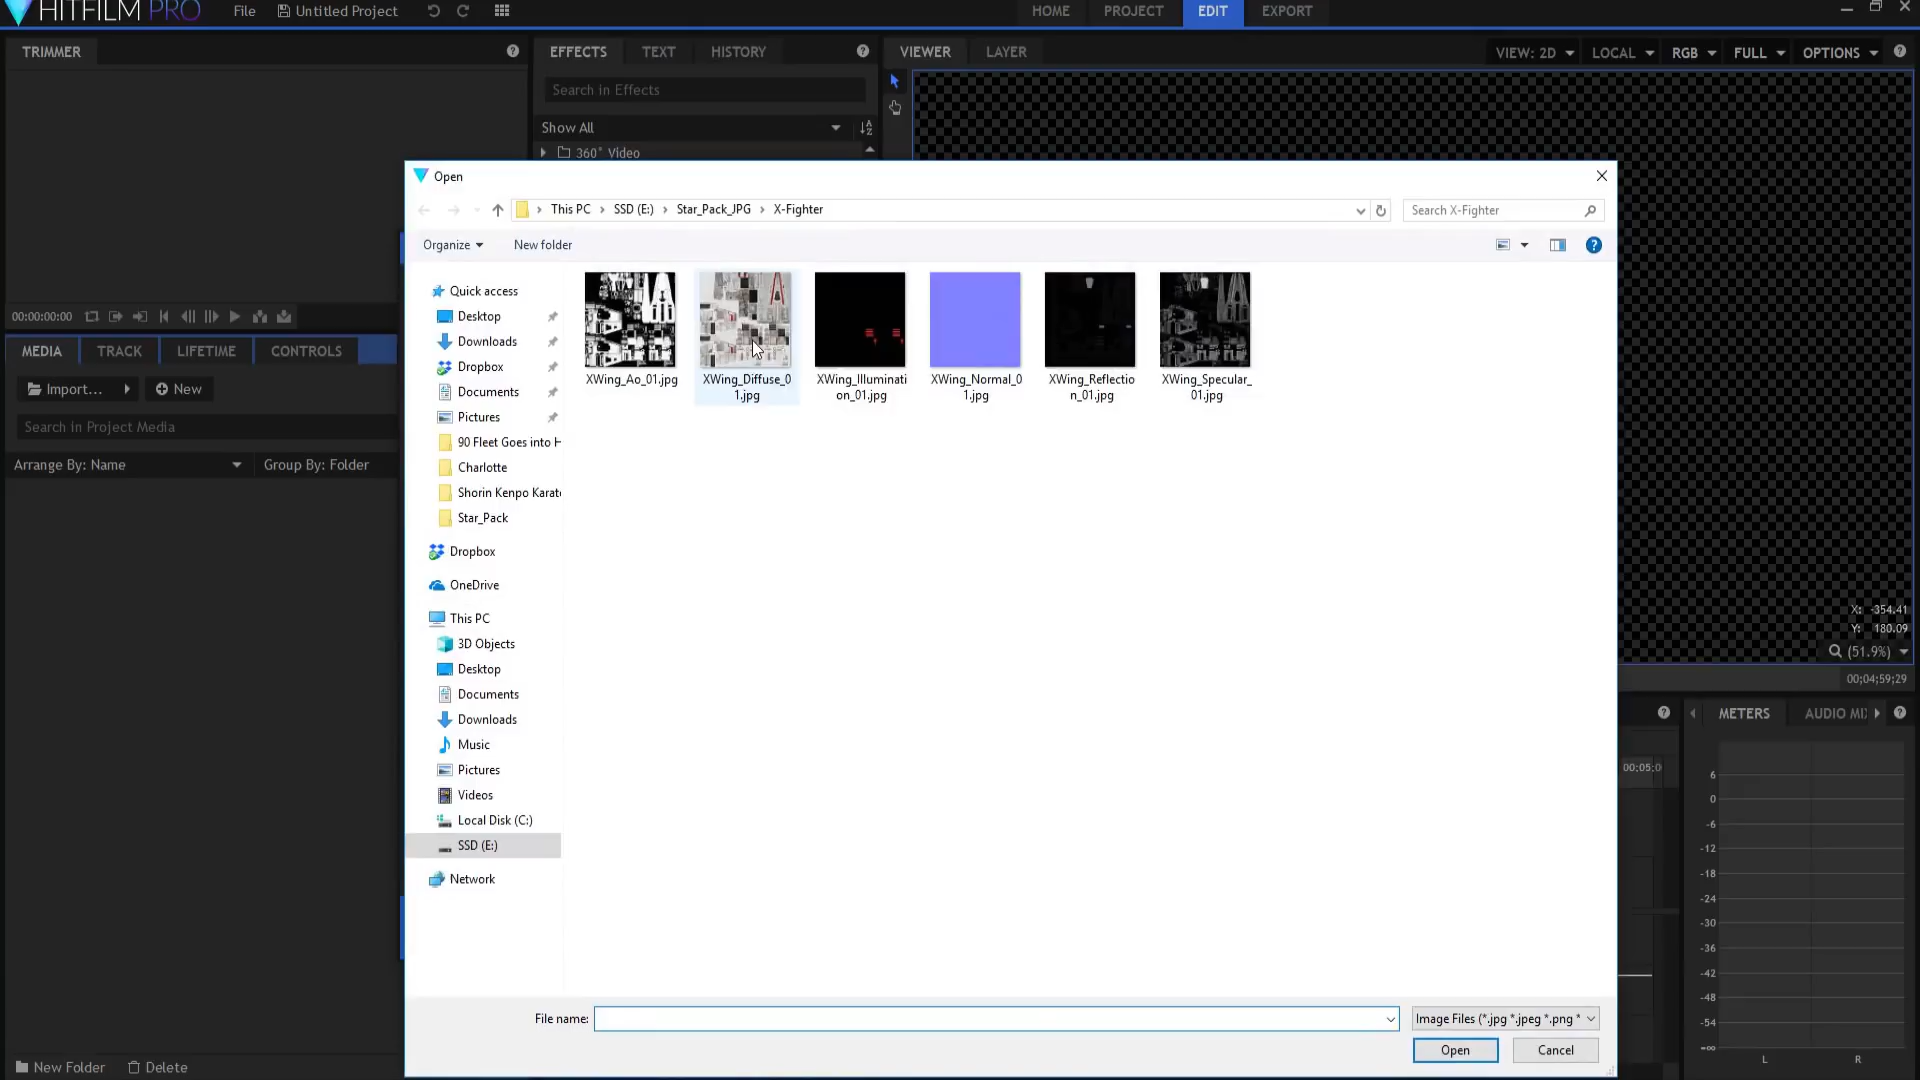 HITFILM PRO
File
Untitled Project
HOME
PROJECT
EDIT
EXPORT
TRIMMER
EFFECTS
TEXT
HISTORY
VIEWER
LAYER
VIEW: 2D
LOCAL
RGB
FULL
OPTIONS
Search in Effects
Show All
360° Video
Open
This PC
SSD (E:)
Star_Pack_JPG
X-Fighter
Search X-Fighter
Organize
New folder
Quick access
Desktop
Downloads
Dropbox
Documents
Pictures
90 Fleet Goes into H
Charlotte
Shorin Kenpo Karat
Star_Pack
Dropbox
OneDrive
This PC
3D Objects
Desktop
Documents
Downloads
Music
Pictures
Videos
Local Disk (C:)
SSD (E:)
Network
XWing_Ao_01.jpg
XWing_Diffuse_0
1.jpg
XWing_Illuminati
on_01.jpg
XWing_Normal_0
1.jpg
XWing_Reflectio
n_01.jpg
XWing_Specular_
01.jpg
File name:
Image Files (*.jpg *.jpeg *.png *
Open
Cancel
00:00:00:00
MEDIA
TRACK
LIFETIME
CONTROLS
Import...
New
Search in Project Media
Arrange By: Name
Group By: Folder
New Folder
Delete
X: -354.41
Y: 180.09
(51.9%)
00;04;59;29
METERS
AUDIO MI
00;05;0
6
0
-6
-12
-18
-24
-30
-36
-42
-48
-54
-∞
L
R